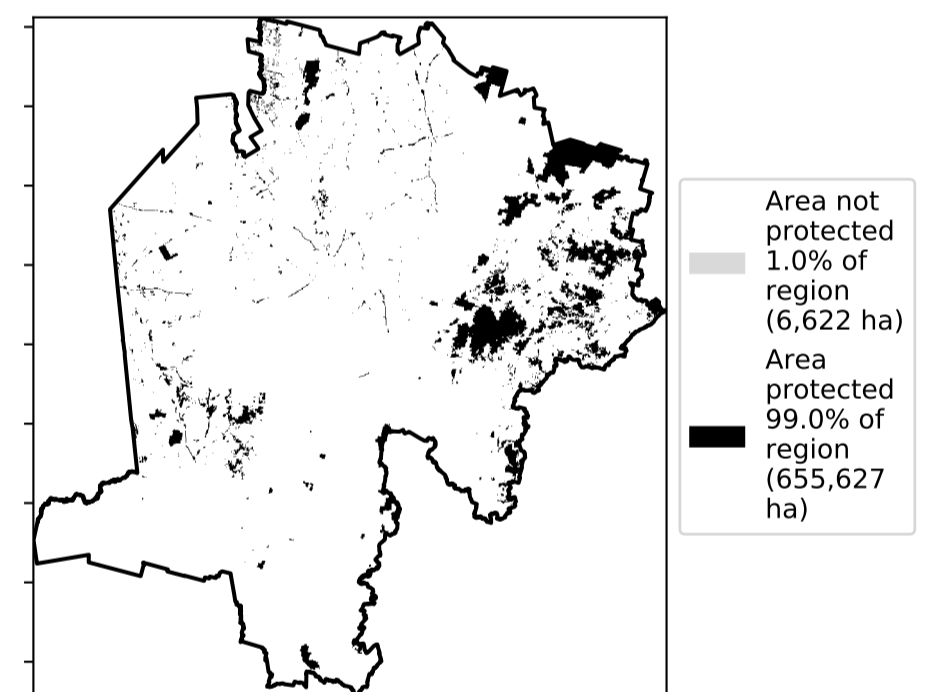 Area not
protected
1.0% of
region
(6,622 ha)
Area
protected
99.0% of
region
(655,627
ha)